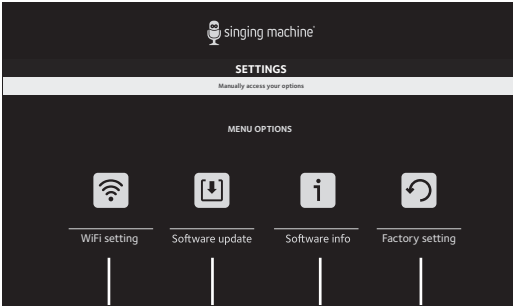 singing machine
SETTINGS
Manually access your options
MENU OPTIONS
WiFi setting
Software update
Software info
Factory setting